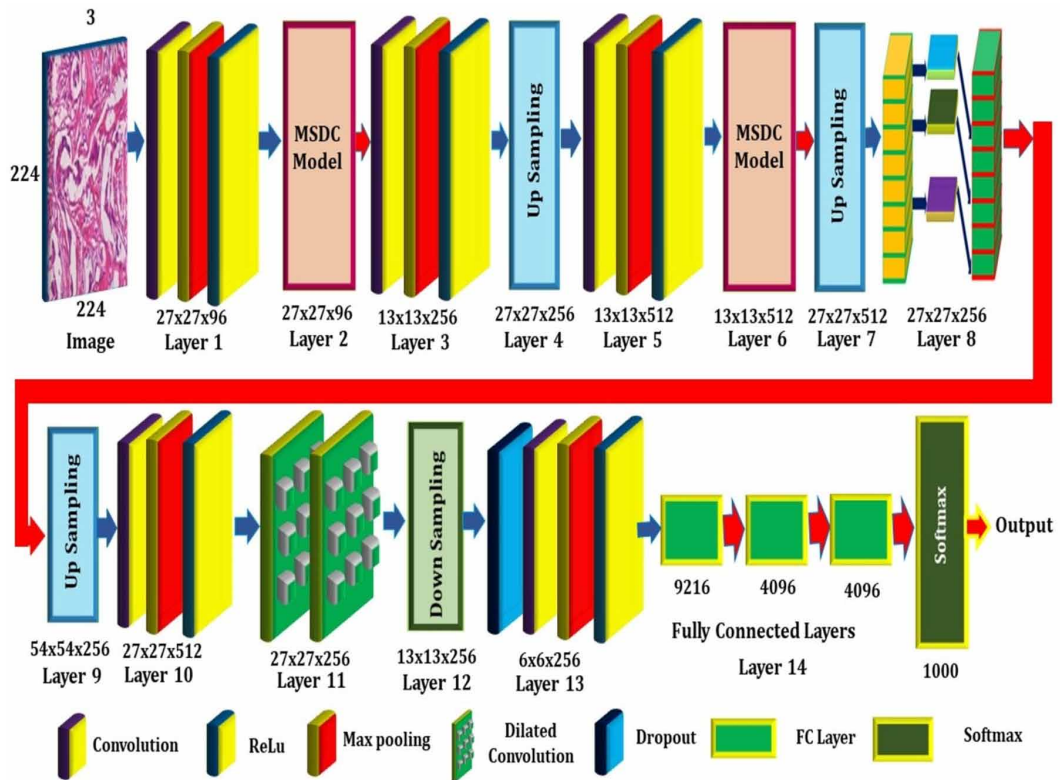 3
224
224
Image
27x27x96
Layer 1
MSDC
Model
27x27x96
Layer 2
13x13x256
Layer 3
Up Sampling
27x27x256
Layer 4
13x13x512
Layer 5
MSDC
Model
13x13x512
Layer 6
Up Sampling
27x27x512
Layer 7
27x27x256
Layer 8
Up Sampling
54x54x256
Layer 9
27x27x512
Layer 10
27x27x256
Layer 11
Down Sampling
13x13x256
Layer 12
6x6x256
Layer 13
9216
4096
4096
Fully Connected Layers
Layer 14
Softmax
1000
Output
Convolution
ReLu
Max pooling
Dilated
Convolution
Dropout
FC Layer
Softmax